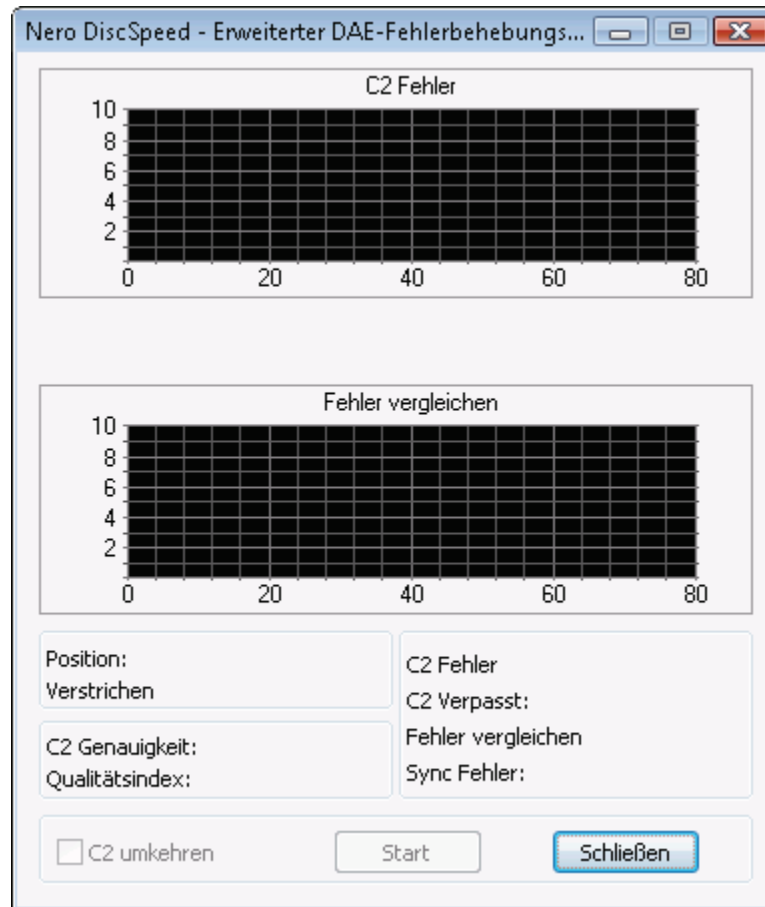 Nero DiscSpeed - Erweiterter DAE-Fehlerbehebungs...
C2 Fehler
10
8
6
4
2
0 20 40 60 80
Fehler vergleichen
10
8
6
4
2
0 20 40 60 80
Position:
Verstrichen
C2 Genauigkeit:
Qualitätsindex:
C2 Fehler
C2 Verpasst:
Fehler vergleichen
Sync Fehler:
C2 umkehren Start Schließen